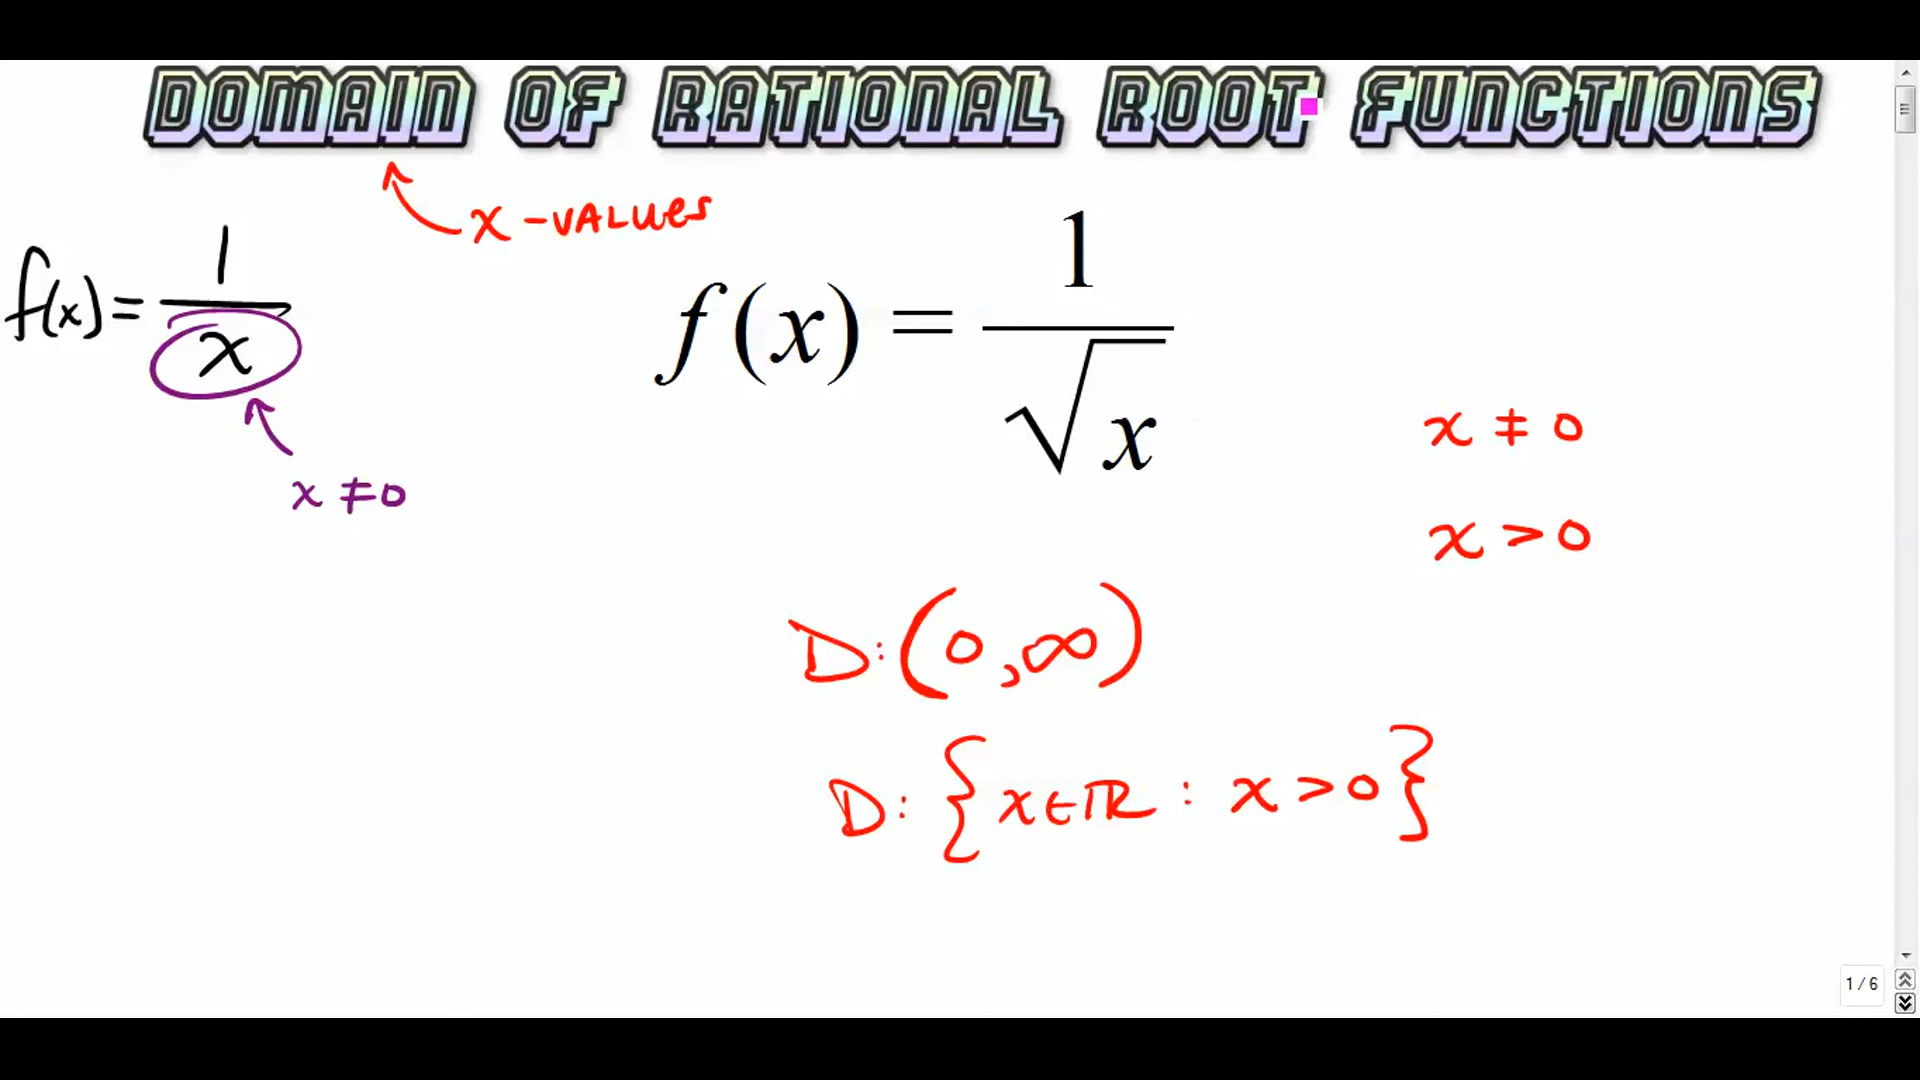 DOMAIN OF RATIONAL ROOT FUNCTIONS
x-VALUES
f(x) = 1/x
x ≠ 0
f(x) = 1/√x
x ≠ 0
x > 0
D: (0, ∞)
D: {x ∈ ℝ : x > 0}
1 / 6